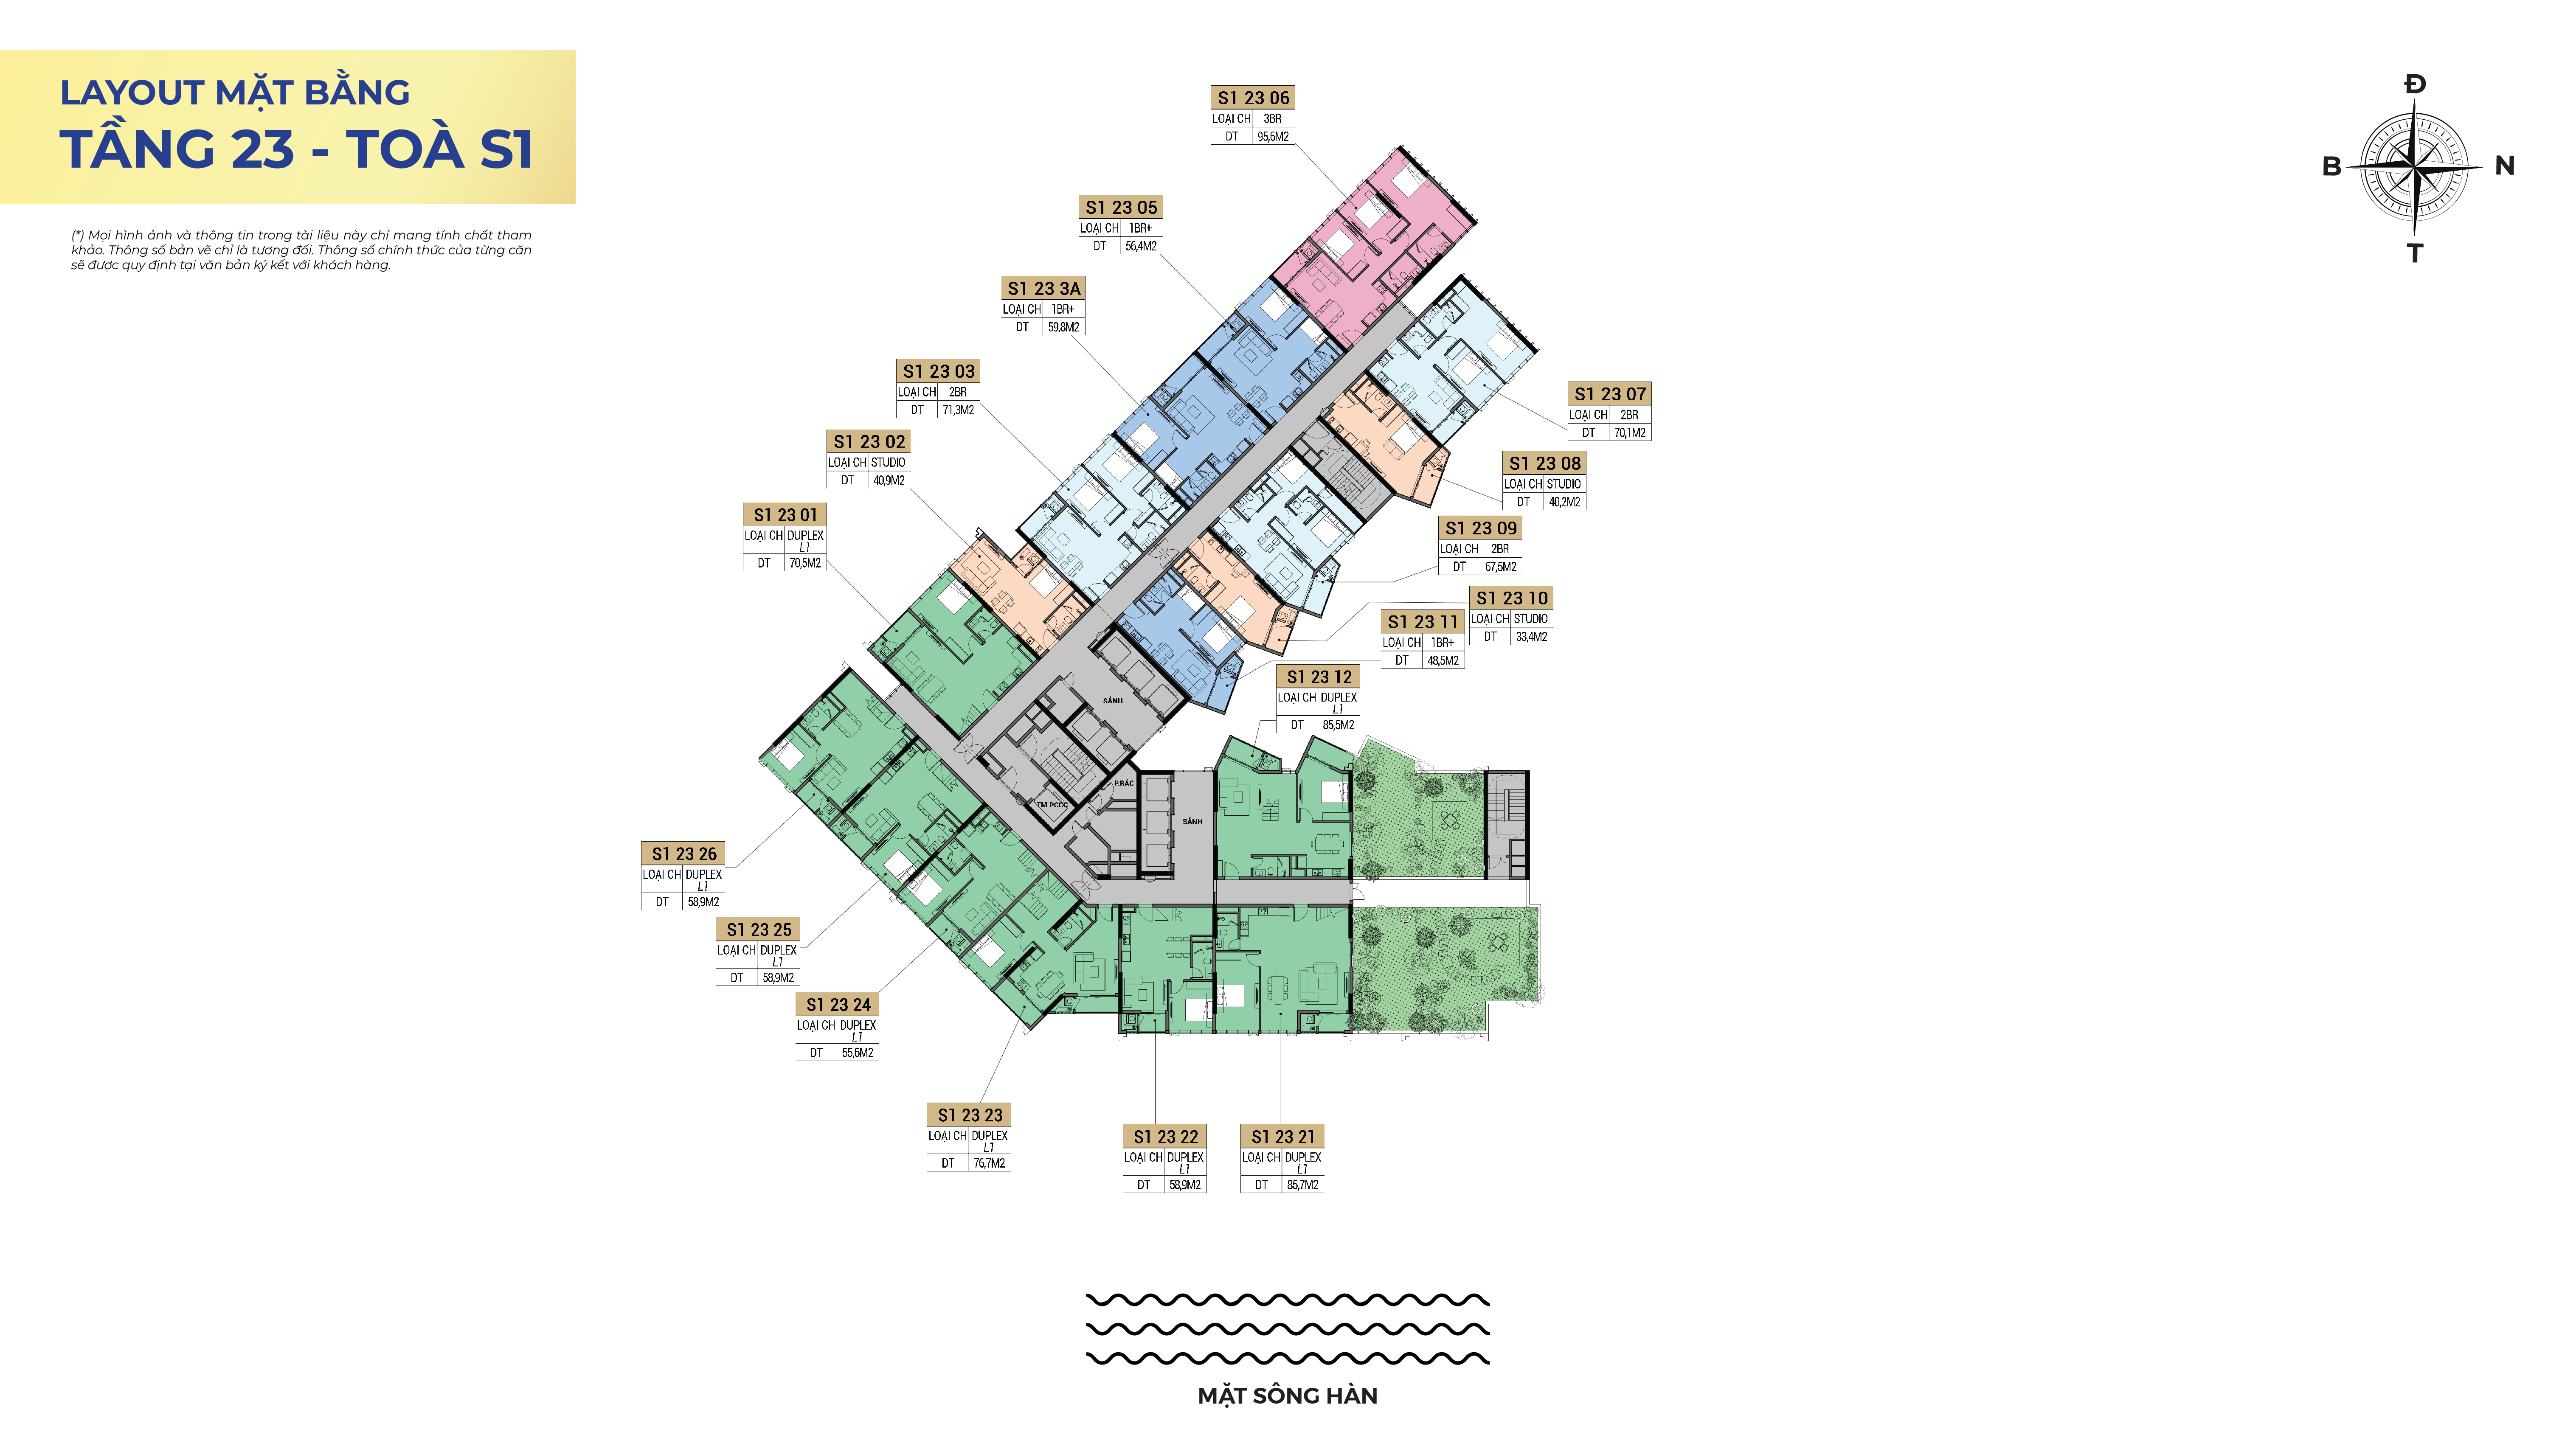 LAYOUT MẶT BẰNG
TẦNG 23 - TOÀ S1
(*) Mọi hình ảnh và thông tin trong tài liệu này chỉ mang tính chất tham
khảo. Thông số bản vẽ chỉ là tương đối. Thông số chính thức của từng căn
sẽ được quy định tại văn bản ký kết với khách hàng.
Đ
B
N
T
S1 23 06
LOẠI CH 3BR
DT 95,6M2
S1 23 05
LOẠI CH 1BR+
DT 56,4M2
S1 23 3A
LOẠI CH 1BR+
DT 59,8M2
S1 23 03
LOẠI CH 2BR
DT 71,3M2
S1 23 02
LOẠI CH STUDIO
DT 40,9M2
S1 23 01
LOẠI CH DUPLEX
L1
DT 70,5M2
S1 23 07
LOẠI CH 2BR
DT 70,1M2
S1 23 08
LOẠI CH STUDIO
DT 40,2M2
S1 23 09
LOẠI CH 2BR
DT 67,5M2
S1 23 10
LOẠI CH STUDIO
DT 33,4M2
S1 23 11
LOẠI CH 1BR+
DT 48,5M2
S1 23 12
LOẠI CH DUPLEX
L1
DT 85,5M2
SẢNH
P.RÁC
TM PCCC
SẢNH
S1 23 26
LOẠI CH DUPLEX
L1
DT 58,9M2
S1 23 25
LOẠI CH DUPLEX
L1
DT 58,9M2
S1 23 24
LOẠI CH DUPLEX
L1
DT 55,6M2
S1 23 23
LOẠI CH DUPLEX
L1
DT 76,7M2
S1 23 22
LOẠI CH DUPLEX
L1
DT 58,9M2
S1 23 21
LOẠI CH DUPLEX
L1
DT 85,7M2
MẶT SÔNG HÀN